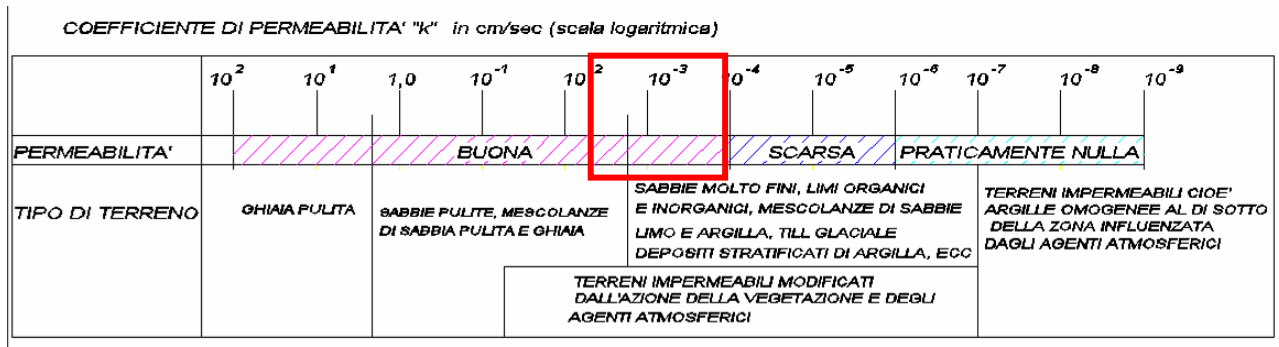 COEFFICIENTE DI PERMEABILITA' "k" in cm/sec (scala logaritmica)
10² 10¹ 1,0 10⁻¹ 10⁻² 10⁻³ 10⁻⁴ 10⁻⁵ 10⁻⁶ 10⁻⁷ 10⁻⁸ 10⁻⁹
PERMEABILITA' BUONA SCARSA PRATICAMENTE NULLA
TIPO DI TERRENO
GHIAIA PULITA
SABBIE PULITE, MESCOLANZE
DI SABBIA PULITA E GHIAIA
SABBIE MOLTO FINI, LIMI ORGANICI
E INORGANICI, MESCOLANZE DI SABBIE
LIMO E ARGILLA, TILL GLACIALE
DEPOSITI STRATIFICATI DI ARGILLA, ECC
TERRENI IMPERMEABILI CIOE'
ARGILLE OMOGENEE AL DI SOTTO
DELLA ZONA INFLUENZATA
DAGLI AGENTI ATMOSFERICI
TERRENI IMPERMEABILI MODIFICATI
DALL'AZIONE DELLA VEGETAZIONE E DEGLI
AGENTI ATMOSFERICI